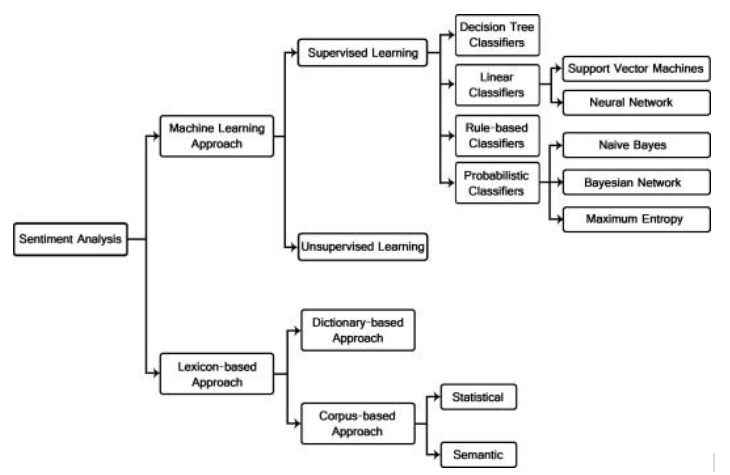 Decision Tree
Classifiers
Supervised Learning
Linear
Classifiers
Support Vector Machines
Neural Network
Machine Learning
Approach
Rule-based
Classifiers
Naive Bayes
Probabilistic
Classifiers
Bayesian Network
Maximum Entropy
Sentiment Analysis
Unsupervised Learning
Dictionary-based
Approach
Lexicon-based
Approach
Statistical
Corpus-based
Approach
Semantic